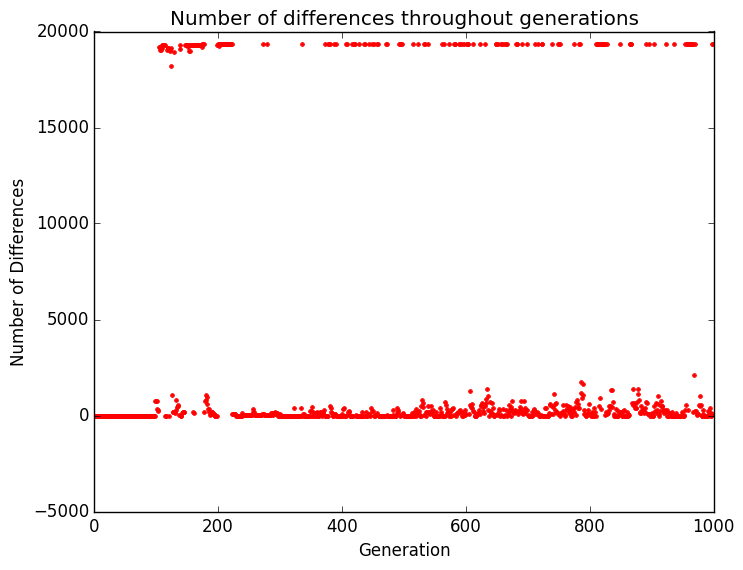 Number of differences throughout generations
20000
15000
10000
5000
0
−5000
Number of Differences
0 200 400 600 800 1000
Generation